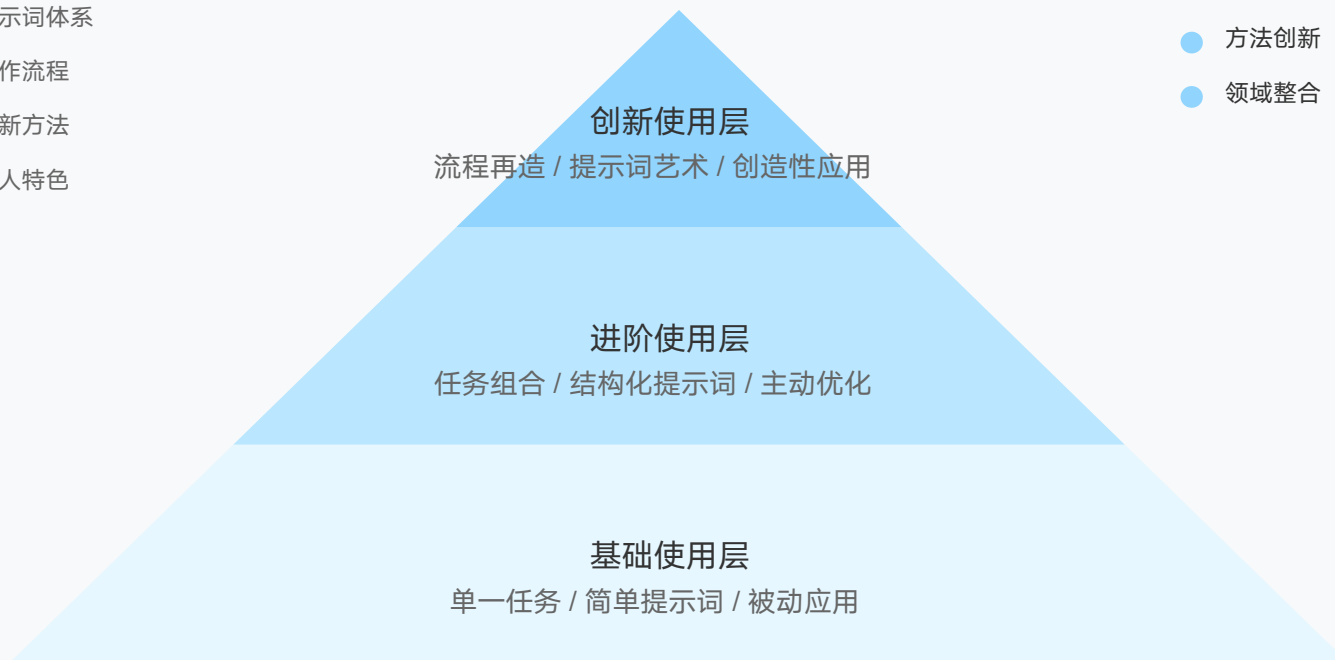 示词体系
作流程
新方法
人特色
创新使用层
流程再造 / 提示词艺术 / 创造性应用
进阶使用层
任务组合 / 结构化提示词 / 主动优化
基础使用层
单一任务 / 简单提示词 / 被动应用
方法创新
领域整合